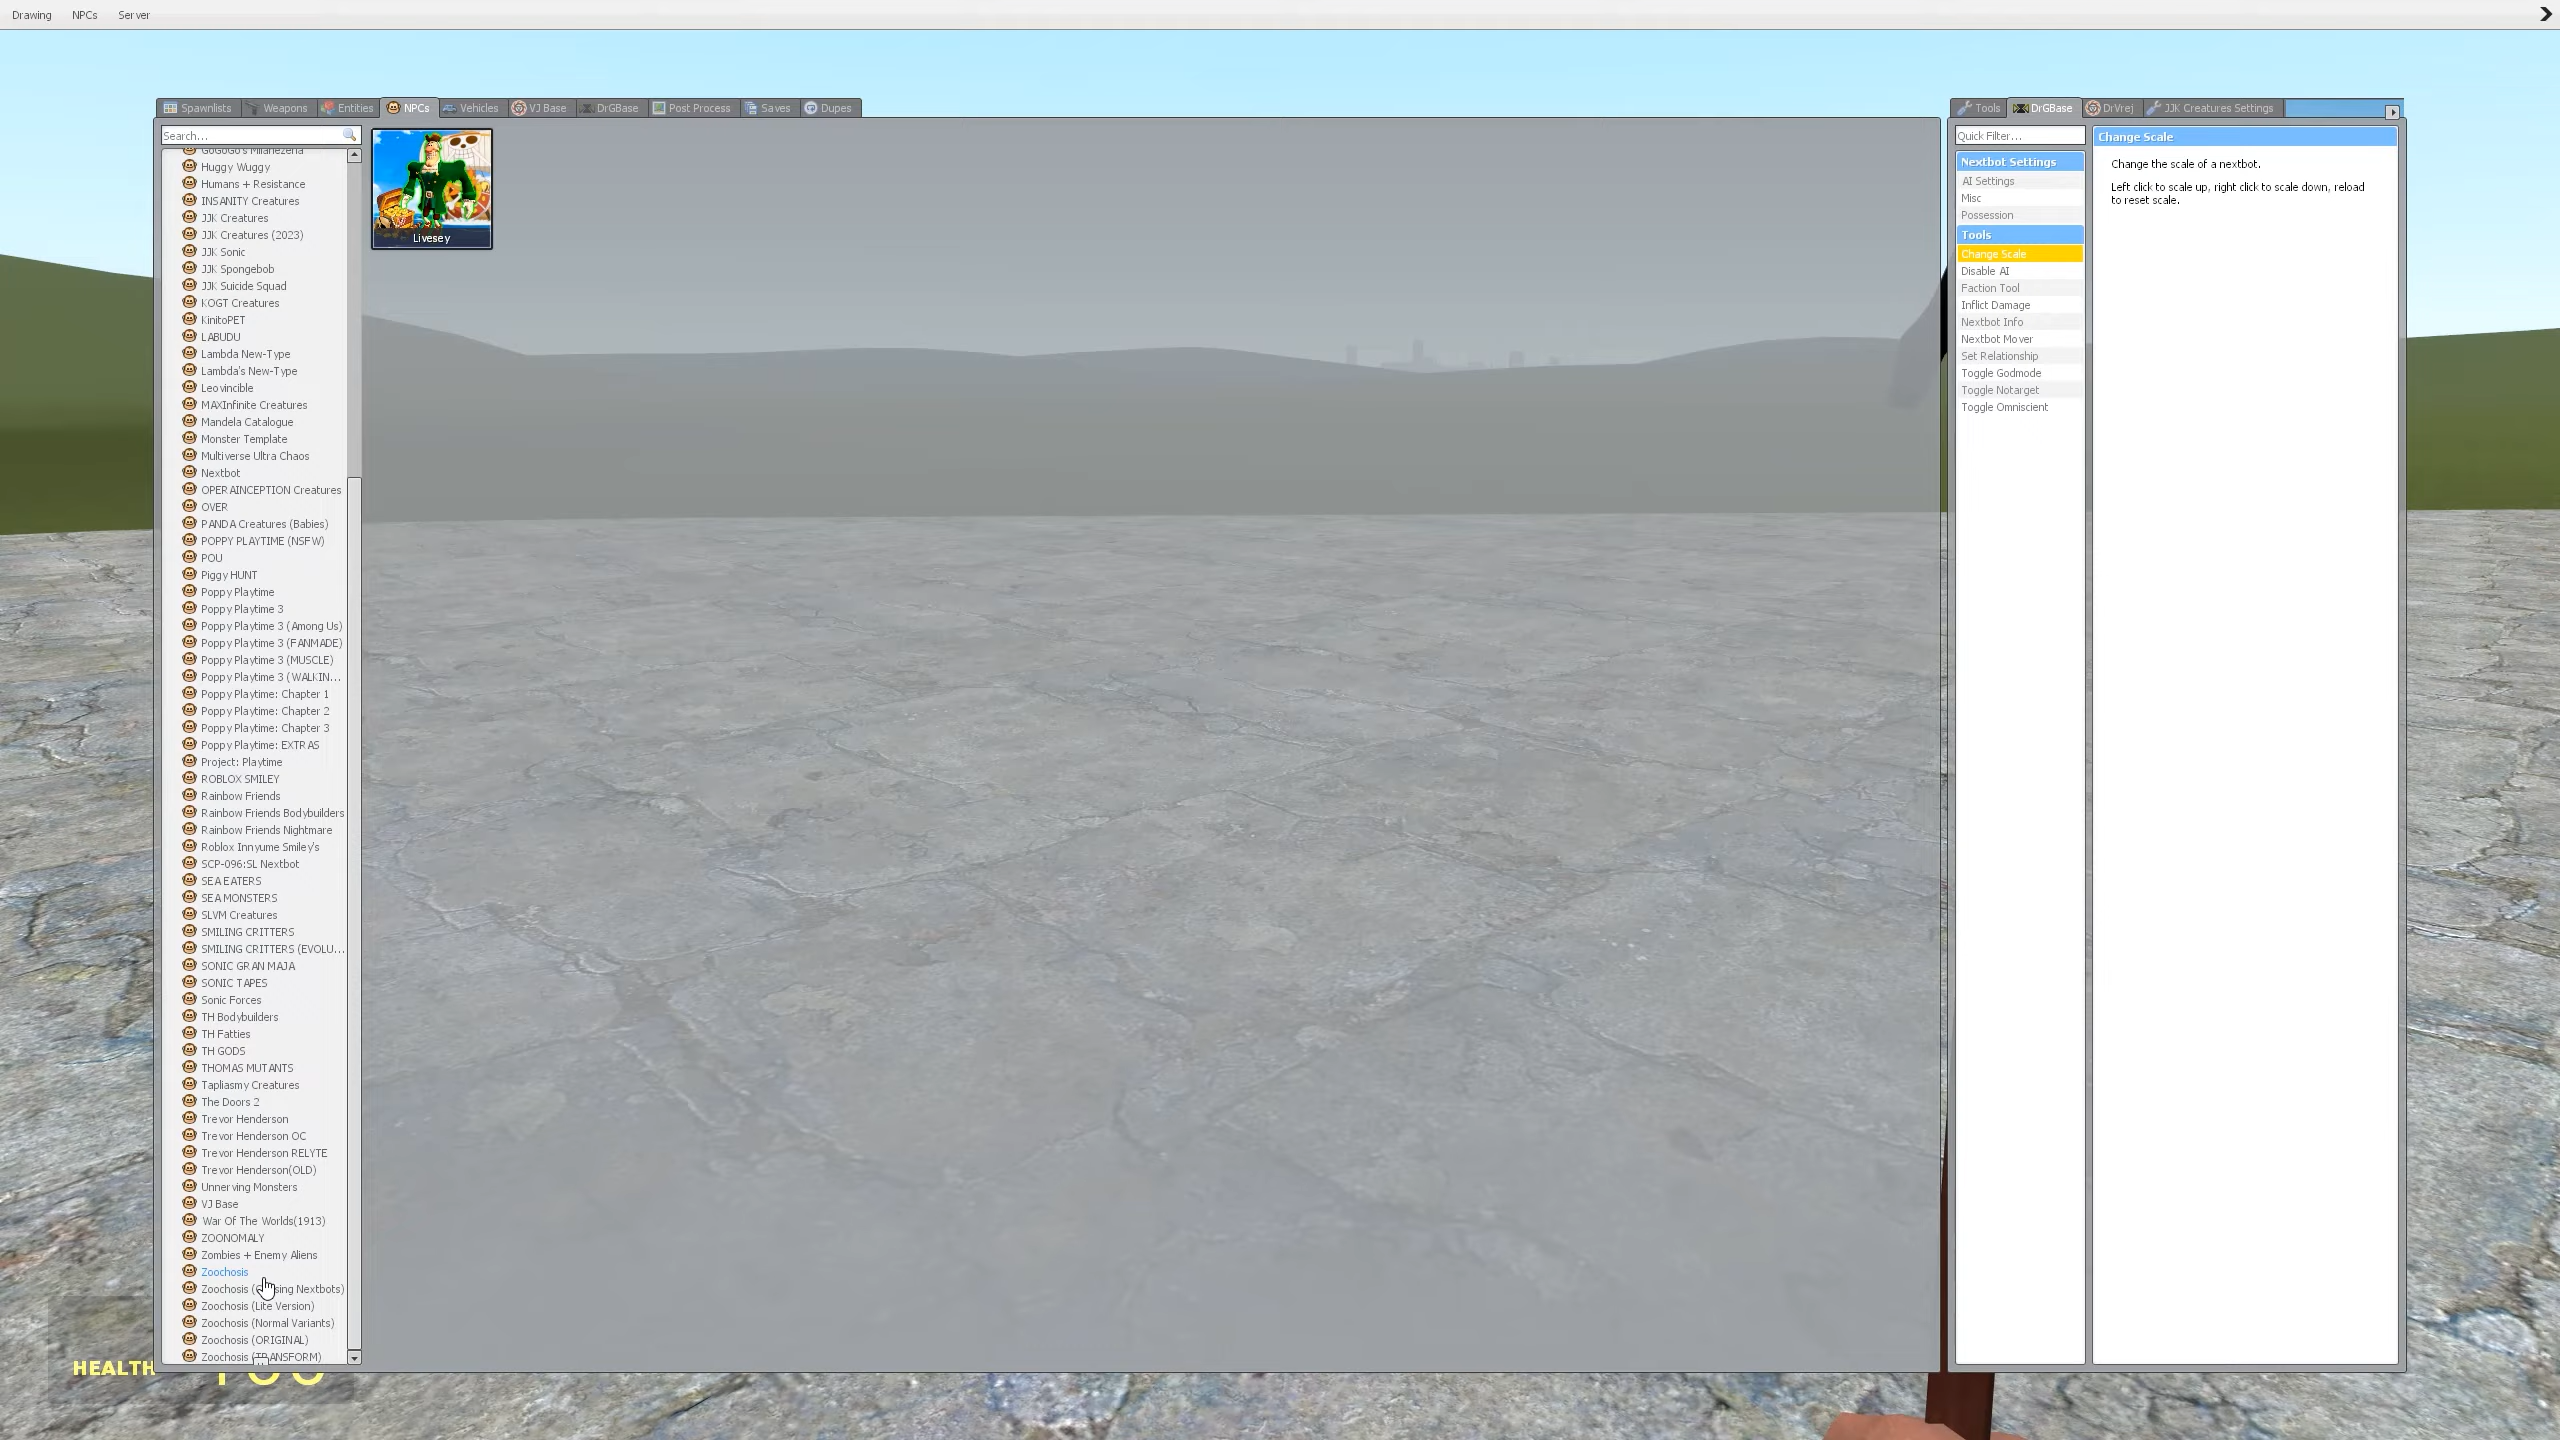 Drawing NPCs Server
Spawnlists Weapons Entities NPCs Vehicles VJ Base DrGBase Post Process Saves Dupes
Search...
GoGoGo's Milanezena
Huggy Wuggy
Humans + Resistance
INSANITY Creatures
JJK Creatures
JJK Creatures (2023)
JJK Sonic
JJK Spongebob
JJK Suicide Squad
KOGT Creatures
KinitoPET
LABUDU
Lambda New-Type
Lambda's New-Type
Leovincible
MAXInfinite Creatures
Mandela Catalogue
Monster Template
Multiverse Ultra Chaos
Nextbot
OPERAINCEPTION Creatures
OVER
PANDA Creatures (Babies)
POPPY PLAYTIME (NSFW)
POU
Piggy HUNT
Poppy Playtime
Poppy Playtime 3
Poppy Playtime 3 (Among Us)
Poppy Playtime 3 (FANMADE)
Poppy Playtime 3 (MUSCLE)
Poppy Playtime 3 (WALKIN...
Poppy Playtime: Chapter 1
Poppy Playtime: Chapter 2
Poppy Playtime: Chapter 3
Poppy Playtime: EXTRAS
Project: Playtime
ROBLOX SMILEY
Rainbow Friends
Rainbow Friends Bodybuilders
Rainbow Friends Nightmare
Roblox Innyume Smiley's
SCP-096:SL Nextbot
SEA EATERS
SEA MONSTERS
SLVM Creatures
SMILING CRITTERS
SMILING CRITTERS (EVOLU...
SONIC GRAN MAJA
SONIC TAPES
Sonic Forces
TH Bodybuilders
TH Fatties
TH GODS
THOMAS MUTANTS
Tapliasmy Creatures
The Doors 2
Trevor Henderson
Trevor Henderson OC
Trevor Henderson RELYTE
Trevor Henderson(OLD)
Unnerving Monsters
VJ Base
War Of The Worlds(1913)
ZOONOMALY
Zombies + Enemy Aliens
Zoochosis
Zoochosis Nextbots)
Zoochosis (Lite Version)
Zoochosis (Normal Variants)
Zoochosis (ORIGINAL)
Zoochosis (TRANSFORM)
HEALTH 100
Livesey
Tools DrGBase DrVrej JJK Creatures Settings
Quick Filter...
Nextbot Settings
AI Settings
Misc
Possession
Tools
Change Scale
Disable AI
Faction Tool
Inflict Damage
Nextbot Info
Nextbot Mover
Set Relationship
Toggle Godmode
Toggle Notarget
Toggle Omniscient
Change Scale
Change the scale of a nextbot.
Left click to scale up, right click to scale down, reload
to reset scale.